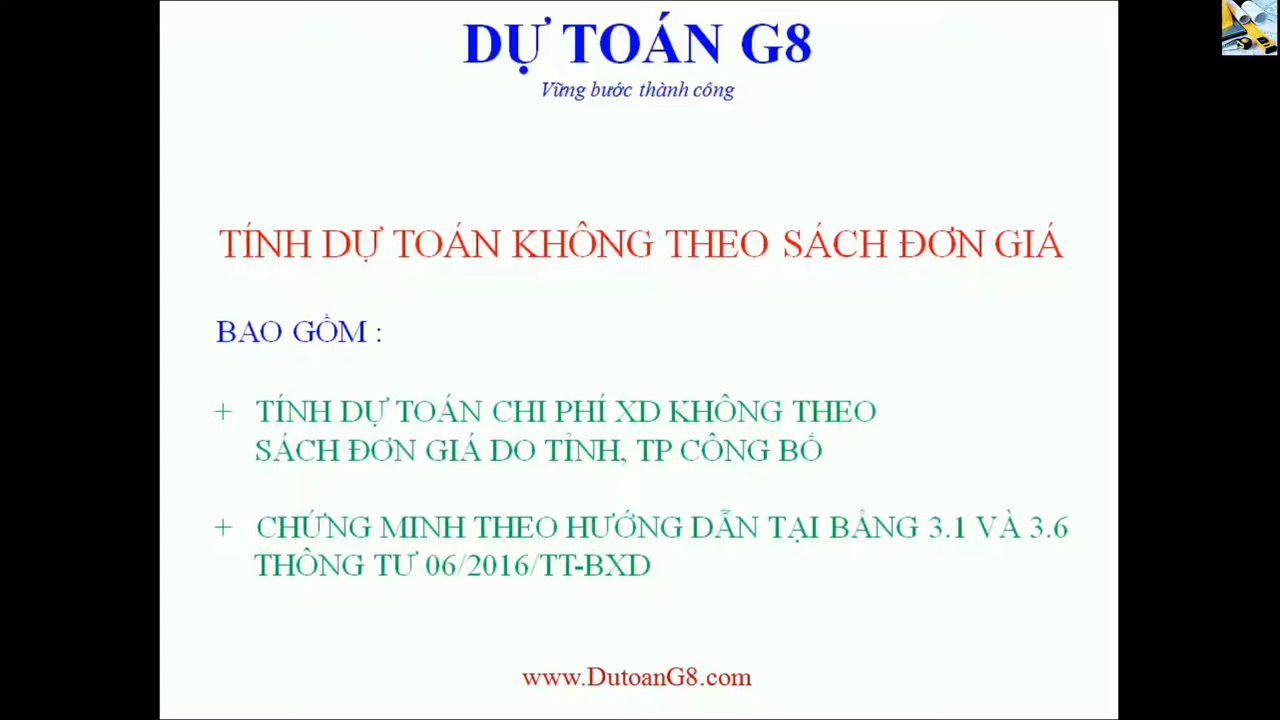 DỰ TOÁN G8
Vững bước thành công
TÍNH DỰ TOÁN KHÔNG THEO SÁCH ĐƠN GIÁ
BAO GỒM :
+ TÍNH DỰ TOÁN CHI PHÍ XD KHÔNG THEO
SÁCH ĐƠN GIÁ DO TỈNH, TP CÔNG BỐ
+ CHỨNG MINH THEO HƯỚNG DẪN TẠI BẢNG 3.1 VÀ 3.6
THÔNG TƯ 06/2016/TT-BXD
www.DutoanG8.com